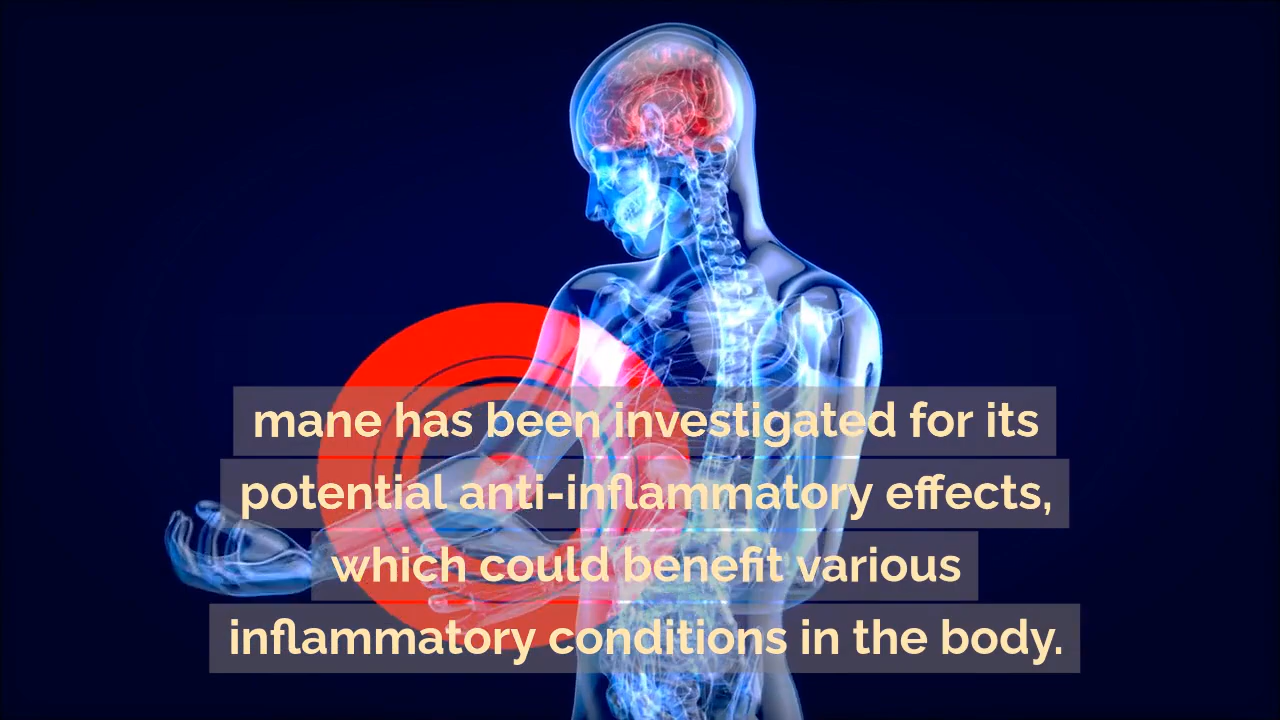 mane has been investigated for its
potential anti-inflammatory effects,
which could benefit various
inflammatory conditions in the body.